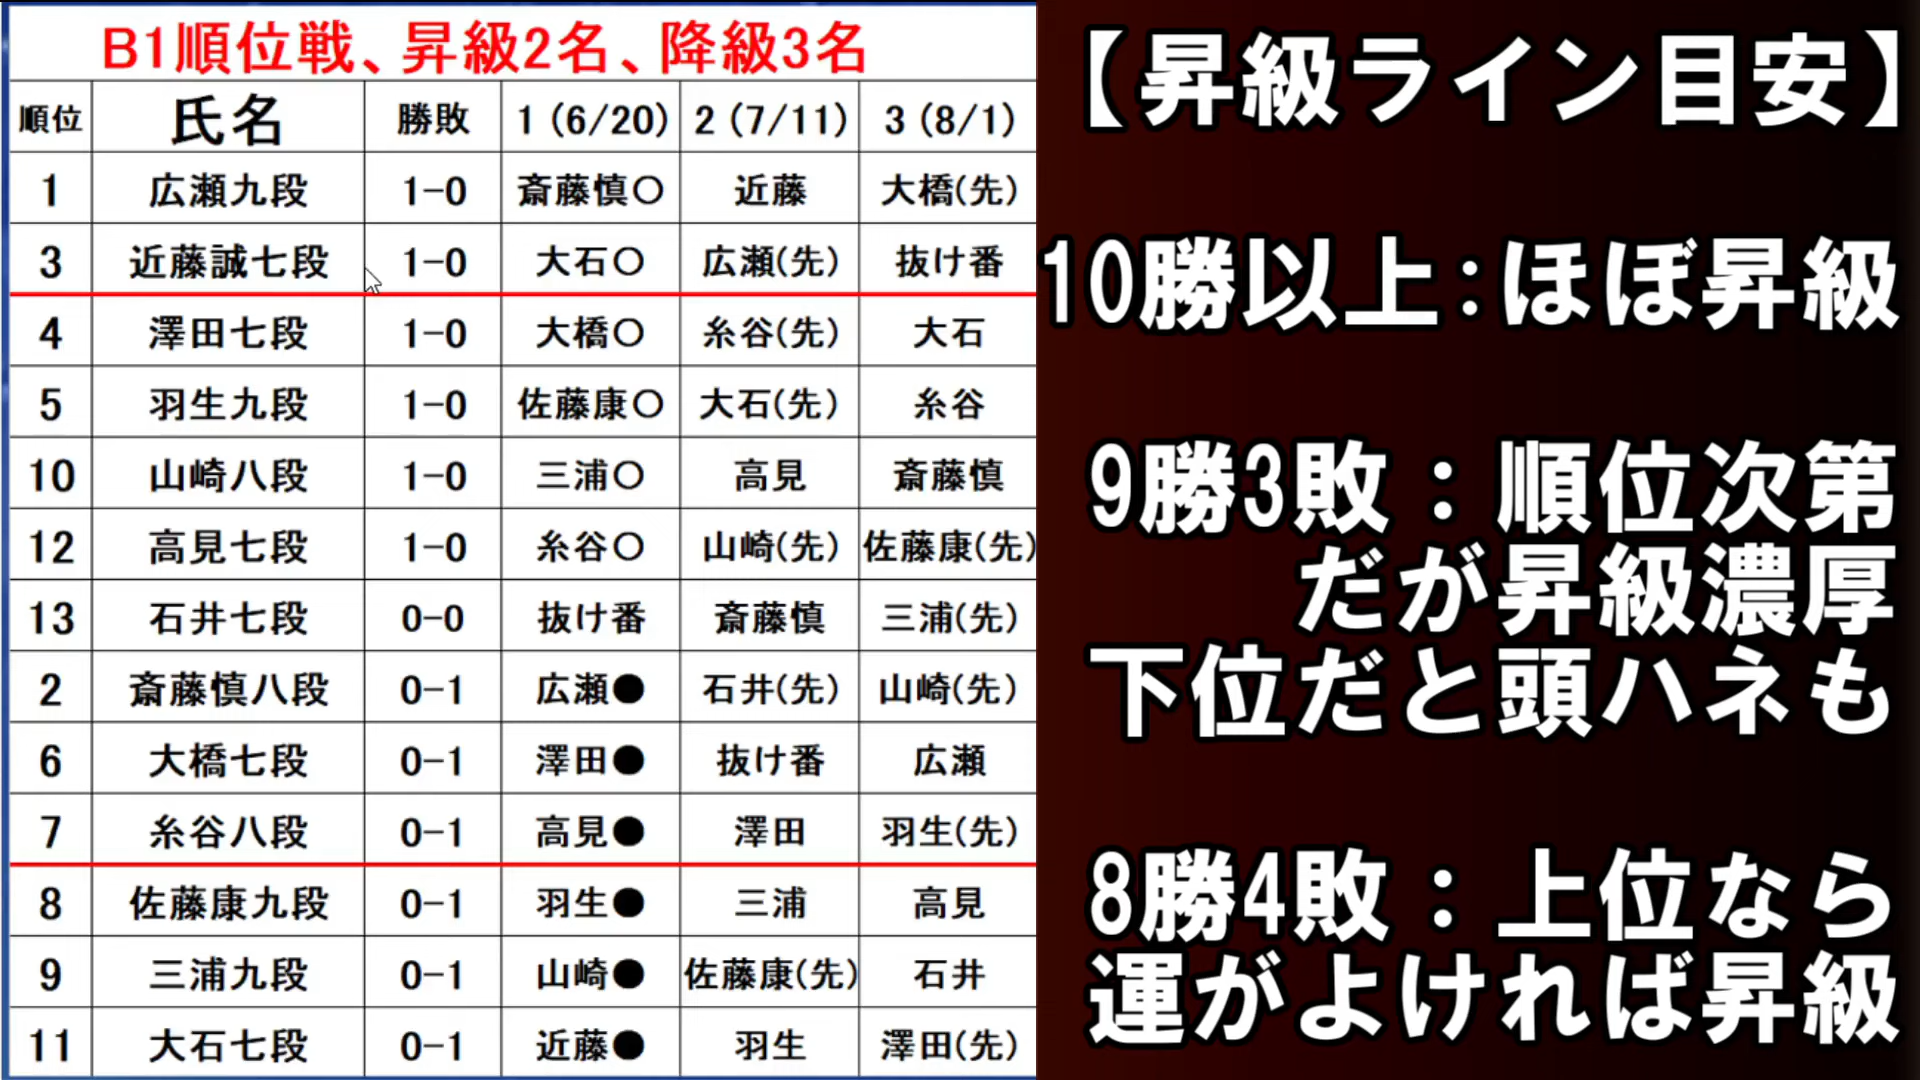 B1順位戦、昇級2名、降級3名
順位 氏名 勝敗 1(6/20) 2(7/11) 3(8/1)
1 広瀬九段 1-0 斎藤慎〇 近藤 大橋(先)
3 近藤誠七段 1-0 大石〇 広瀬(先) 抜け番
4 澤田七段 1-0 大橋〇 糸谷(先) 大石
5 羽生九段 1-0 佐藤康〇 大石(先) 糸谷
10 山崎八段 1-0 三浦〇 高見 斎藤慎
12 高見七段 1-0 糸谷〇 山崎(先) 佐藤康(先)
13 石井七段 0-0 抜け番 斎藤慎 三浦(先)
2 斎藤慎八段 0-1 広瀬● 石井(先) 山崎(先)
6 大橋七段 0-1 澤田● 抜け番 広瀬
7 糸谷八段 0-1 高見● 澤田 羽生(先)
8 佐藤康九段 0-1 羽生● 三浦 高見
9 三浦九段 0-1 山崎● 佐藤康(先) 石井
11 大石七段 0-1 近藤● 羽生 澤田(先)
【昇級ライン目安】
10勝以上:ほぼ昇級
9勝3敗:順位次第
だが昇級濃厚
下位だと頭ハネも
8勝4敗:上位なら
運がよければ昇級